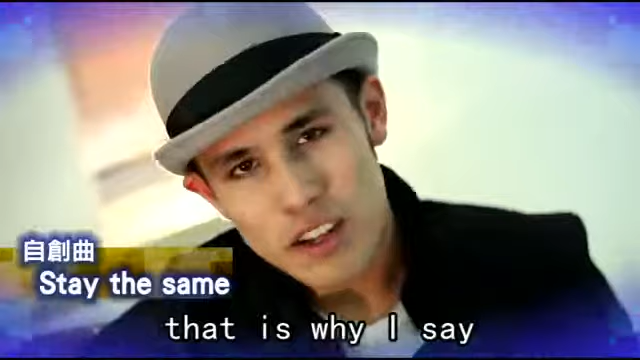 自創曲
Stay the same
that is why I say